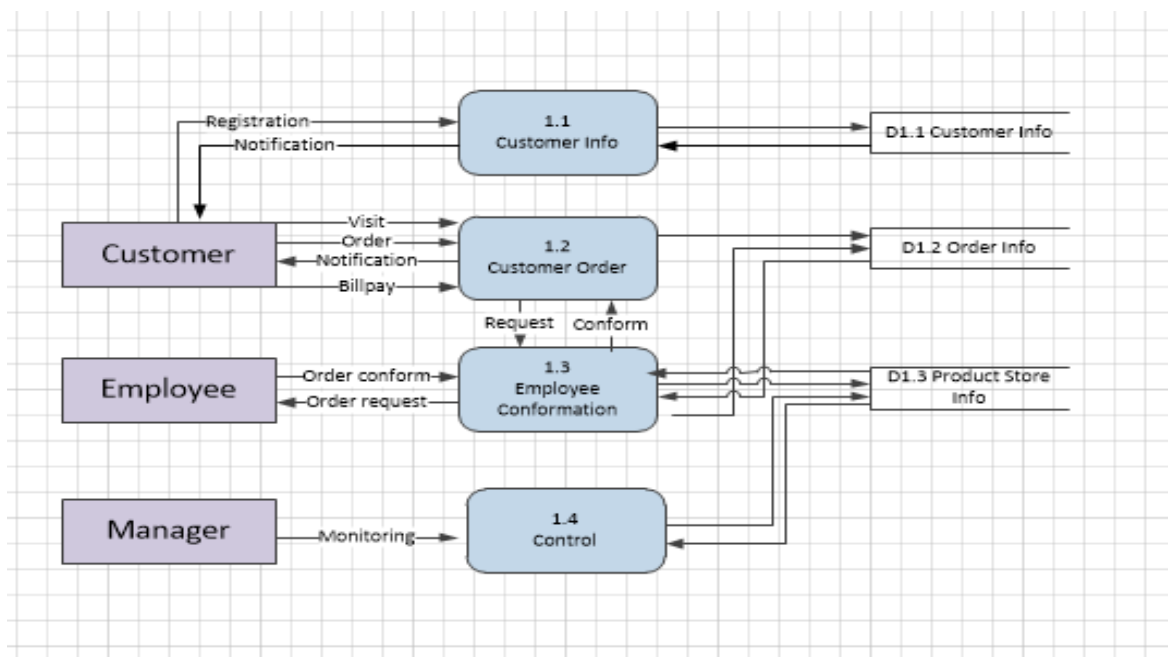 Registration
Notification
1.1
Customer Info
D1.1 Customer Info
Customer
Visit
Order
Notification
Billpay
1.2
Customer Order
D1.2 Order Info
Request
Conform
Employee
Order conform
Order request
1.3
Employee
Conformation
D1.3 Product Store
Info
Manager
Monitoring
1.4
Control